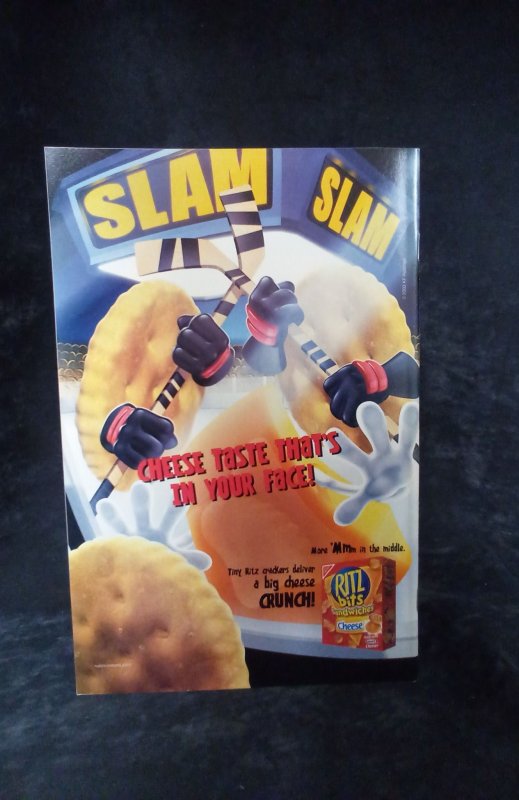 SLAM
SLAM
CHEESE TASTE THAT'S
IN YOUR FACE!
More 'Mmm in the middle.
Tiny Ritz crackers deliver
a big cheese
CRUNCH!
RITZ
bits
Sandwiches
Cheese